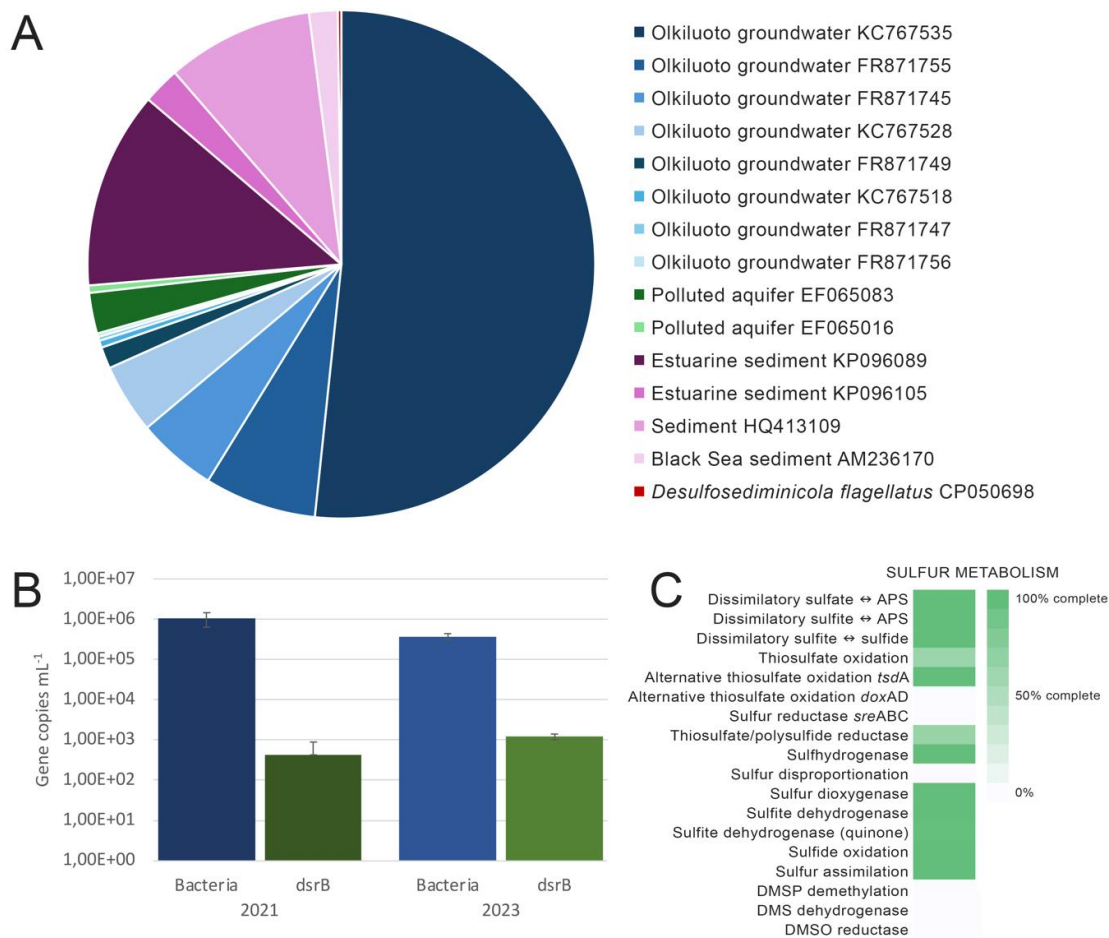 A
Olkiluoto groundwater KC767535
Olkiluoto groundwater FR871755
Olkiluoto groundwater FR871745
Olkiluoto groundwater KC767528
Olkiluoto groundwater FR871749
Olkiluoto groundwater KC767518
Olkiluoto groundwater FR871747
Olkiluoto groundwater FR871756
Polluted aquifer EF065083
Polluted aquifer EF065016
Estuarine sediment KP096089
Estuarine sediment KP096105
Sediment HQ413109
Black Sea sediment AM236170
Desulfosediminicola flagellatus CP050698
B
Gene copies mL⁻¹
1,00E+07
1,00E+06
1,00E+05
1,00E+04
1,00E+03
1,00E+02
1,00E+01
1,00E+00
Bacteria dsrB Bacteria dsrB
2021 2023
C
SULFUR METABOLISM
Dissimilatory sulfate ↔ APS
Dissimilatory sulfite ↔ APS
Dissimilatory sulfite ↔ sulfide
Thiosulfate oxidation
Alternative thiosulfate oxidation tsdA
Alternative thiosulfate oxidation doxAD
Sulfur reductase sreABC
Thiosulfate/polysulfide reductase
Sulfhydrogenase
Sulfur disproportionation
Sulfur dioxygenase
Sulfite dehydrogenase
Sulfite dehydrogenase (quinone)
Sulfide oxidation
Sulfur assimilation
DMSP demethylation
DMS dehydrogenase
DMSO reductase
100% complete
50% complete
0%